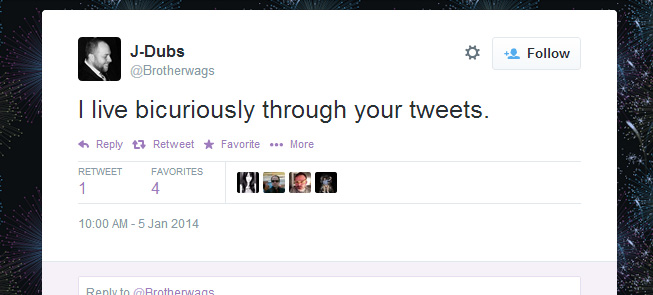 J-Dubs
@Brotherwags
Follow
I live bicuriously through your tweets.
Reply Retweet Favorite More
RETWEET FAVORITES
1 4
10:00 AM - 5 Jan 2014
Reply to @Brotherwags